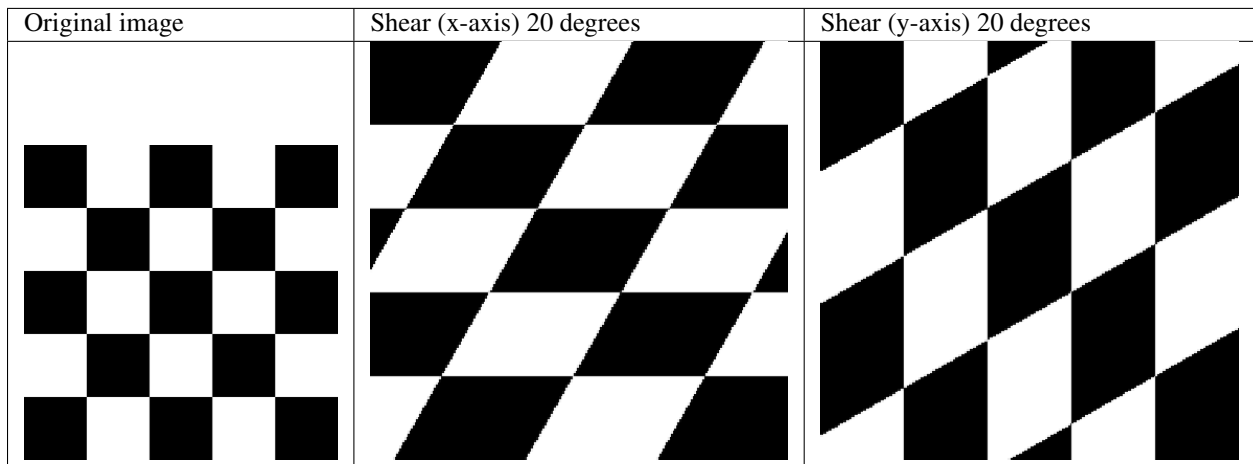 Original image
Shear (x-axis) 20 degrees
Shear (y-axis) 20 degrees